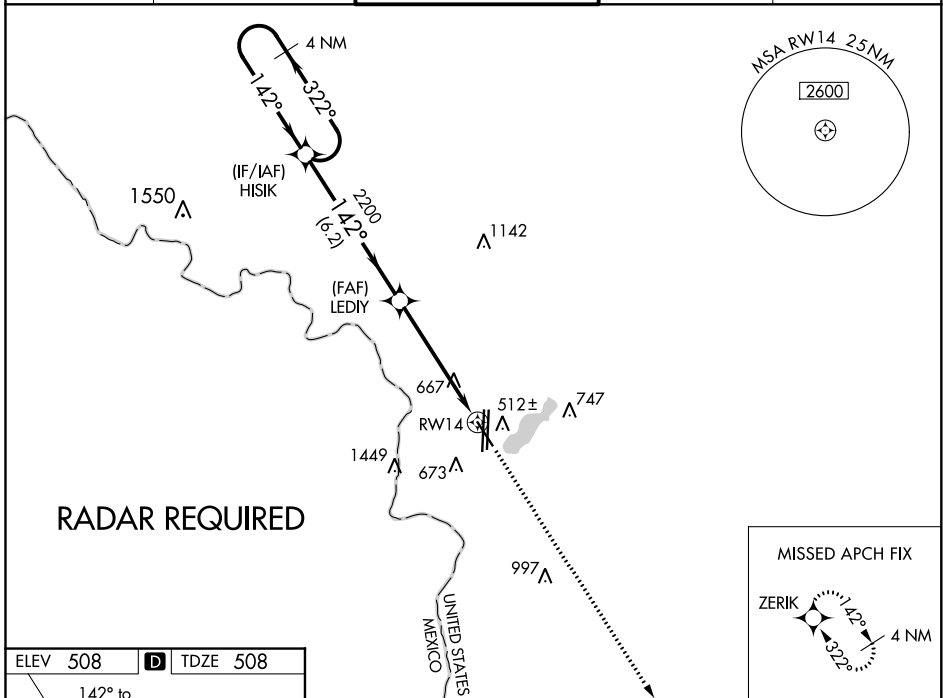 4 NM
MSA RW14 25NM
2600
142°
322°
(IF/IAF)
HISIK
1550
2200
142°
(6.2)
1142
(FAF)
LEDIY
667
512±
747
RW14
1449
673
RADAR REQUIRED
997
UNITED STATES
MEXICO
MISSED APCH FIX
ZERIK
142°
322°
4 NM
ELEV 508 D TDZE 508
142° to